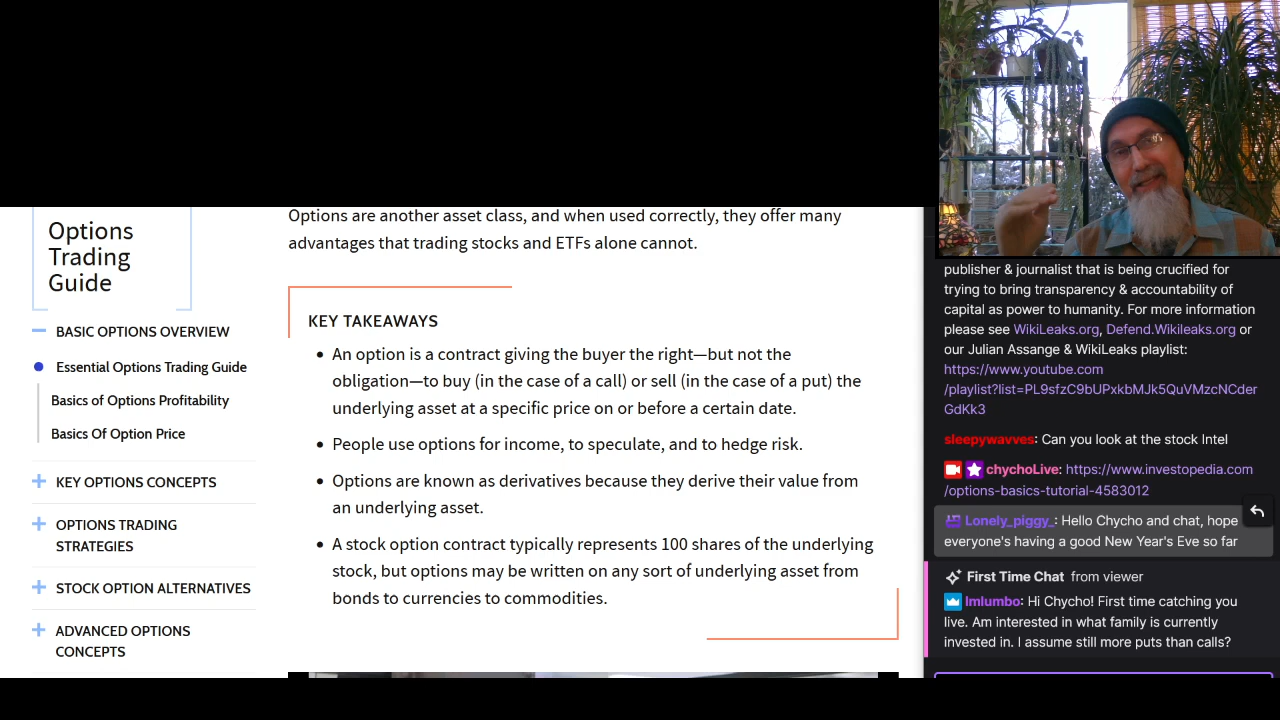 Options
Trading
Guide
BASIC OPTIONS OVERVIEW
Essential Options Trading Guide
Basics of Options Profitability
Basics Of Option Price
KEY OPTIONS CONCEPTS
OPTIONS TRADING
STRATEGIES
STOCK OPTION ALTERNATIVES
ADVANCED OPTIONS
CONCEPTS
Options are another asset class, and when used correctly, they offer many
advantages that trading stocks and ETFs alone cannot.
KEY TAKEAWAYS
An option is a contract giving the buyer the right—but not the
obligation—to buy (in the case of a call) or sell (in the case of a put) the
underlying asset at a specific price on or before a certain date.
People use options for income, to speculate, and to hedge risk.
Options are known as derivatives because they derive their value from
an underlying asset.
A stock option contract typically represents 100 shares of the underlying
stock, but options may be written on any sort of underlying asset from
bonds to currencies to commodities.
publisher & journalist that is being crucified for
trying to bring transparency & accountability of
capital as power to humanity. For more information
please see WikiLeaks.org, Defend.Wikileaks.org or
our Julian Assange & WikiLeaks playlist:
https://www.youtube.com
/playlist?list=PL9sfzC9bUPxkbMJk5QuVMzcNCder
GdKk3
sleepywavves: Can you look at the stock Intel
chychoLive: https://www.investopedia.com
/options-basics-tutorial-4583012
Lonely_piggy_: Hello Chycho and chat, hope
everyone's having a good New Year's Eve so far
First Time Chat from viewer
lmlumbo: Hi Chycho! First time catching you
live. Am interested in what family is currently
invested in. I assume still more puts than calls?